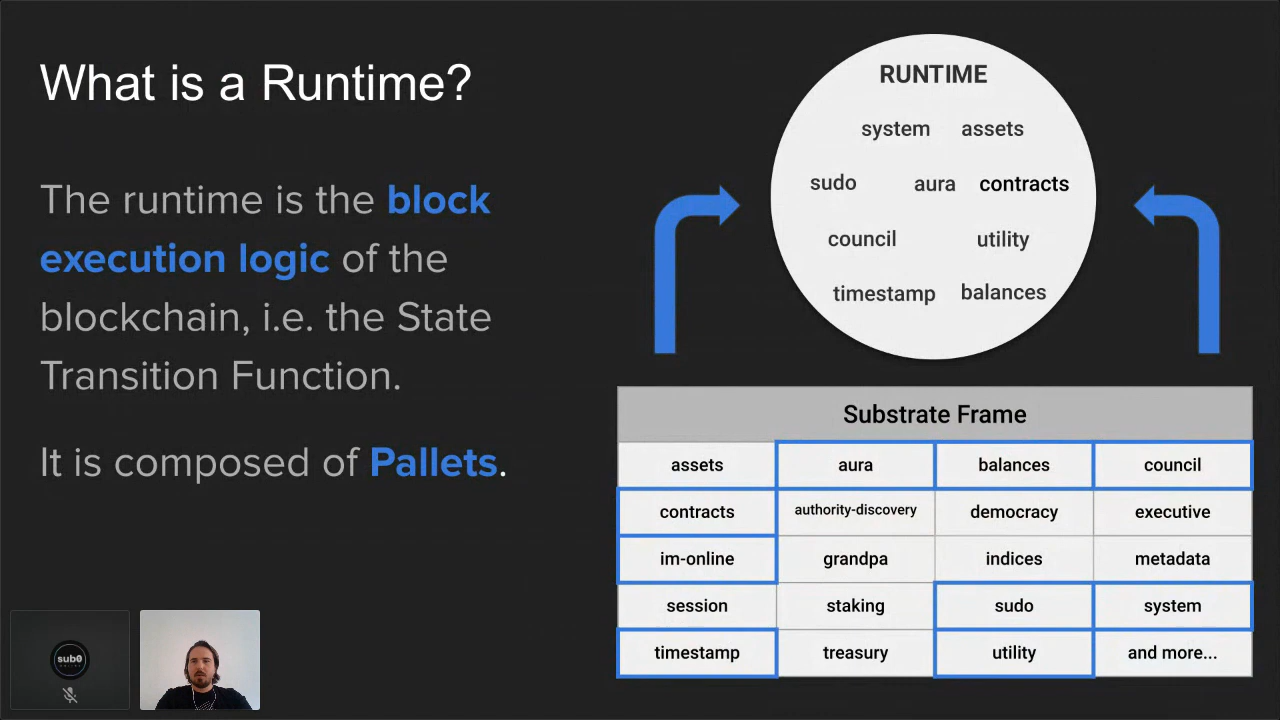 What is a Runtime?
The runtime is the block
execution logic of the
blockchain, i.e. the State
Transition Function.
It is composed of Pallets.
RUNTIME
system assets
sudo aura contracts
council utility
timestamp balances
Substrate Frame
assets aura balances council
contracts authority-discovery democracy executive
im-online grandpa indices metadata
session staking sudo system
timestamp treasury utility and more...
sub0